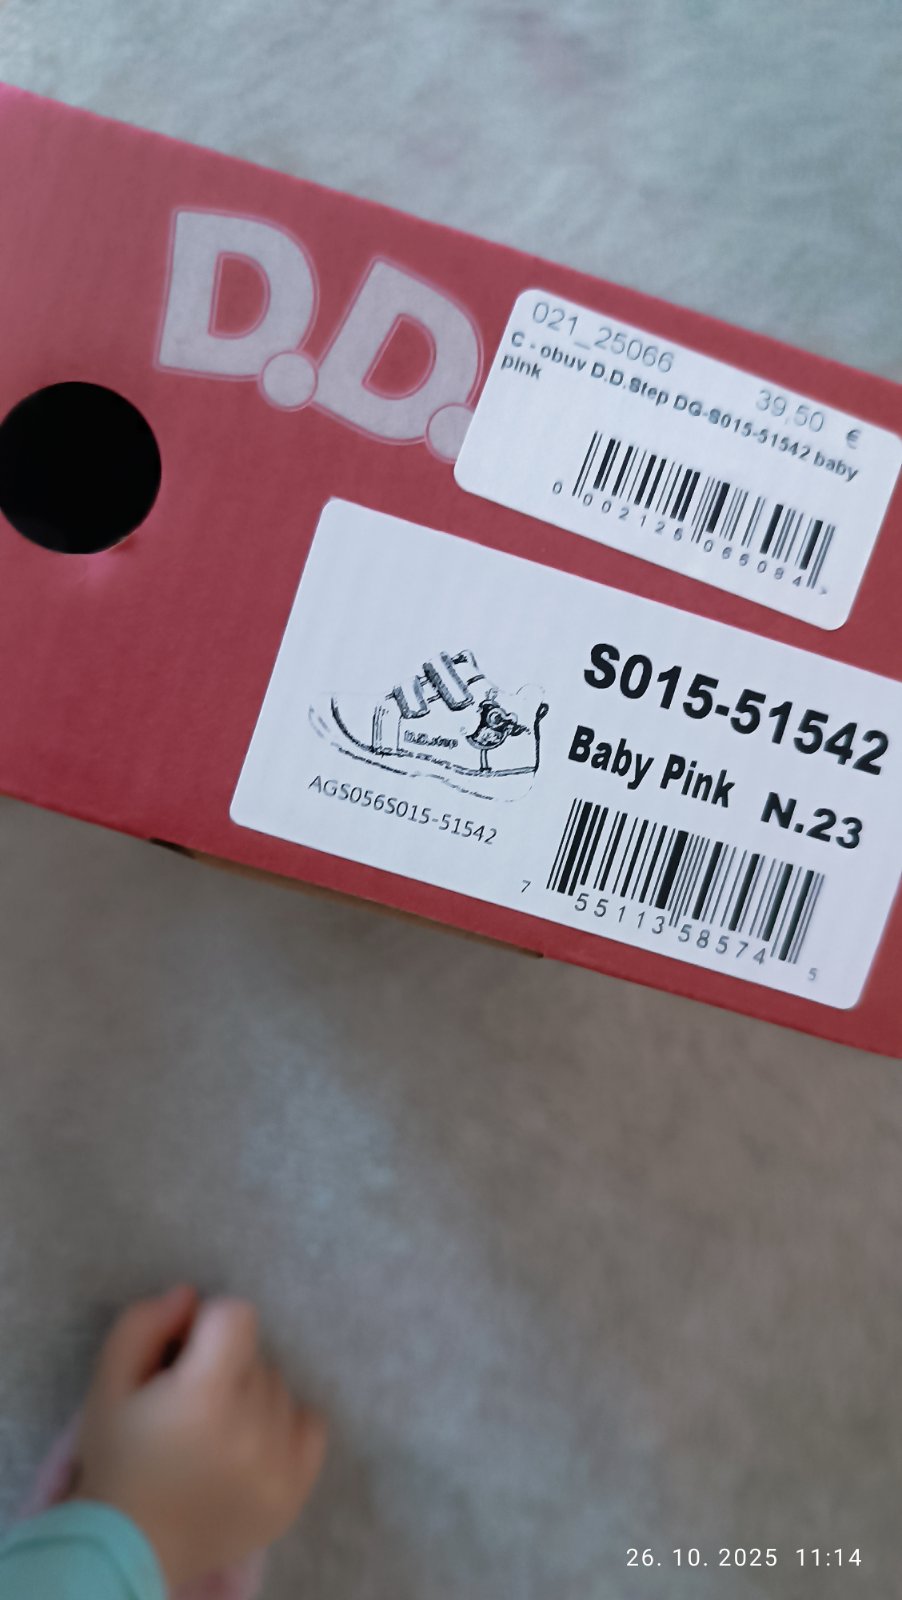 D.D.
021_25066
39,50 €
C - obuv D.D.Step DG-S015-51542 baby
pink
0 002126 066084 >
S015-51542
Baby Pink N.23
D.D.step
AGS056S015-51542
7 55113 58574 5
26. 10. 2025 11:14